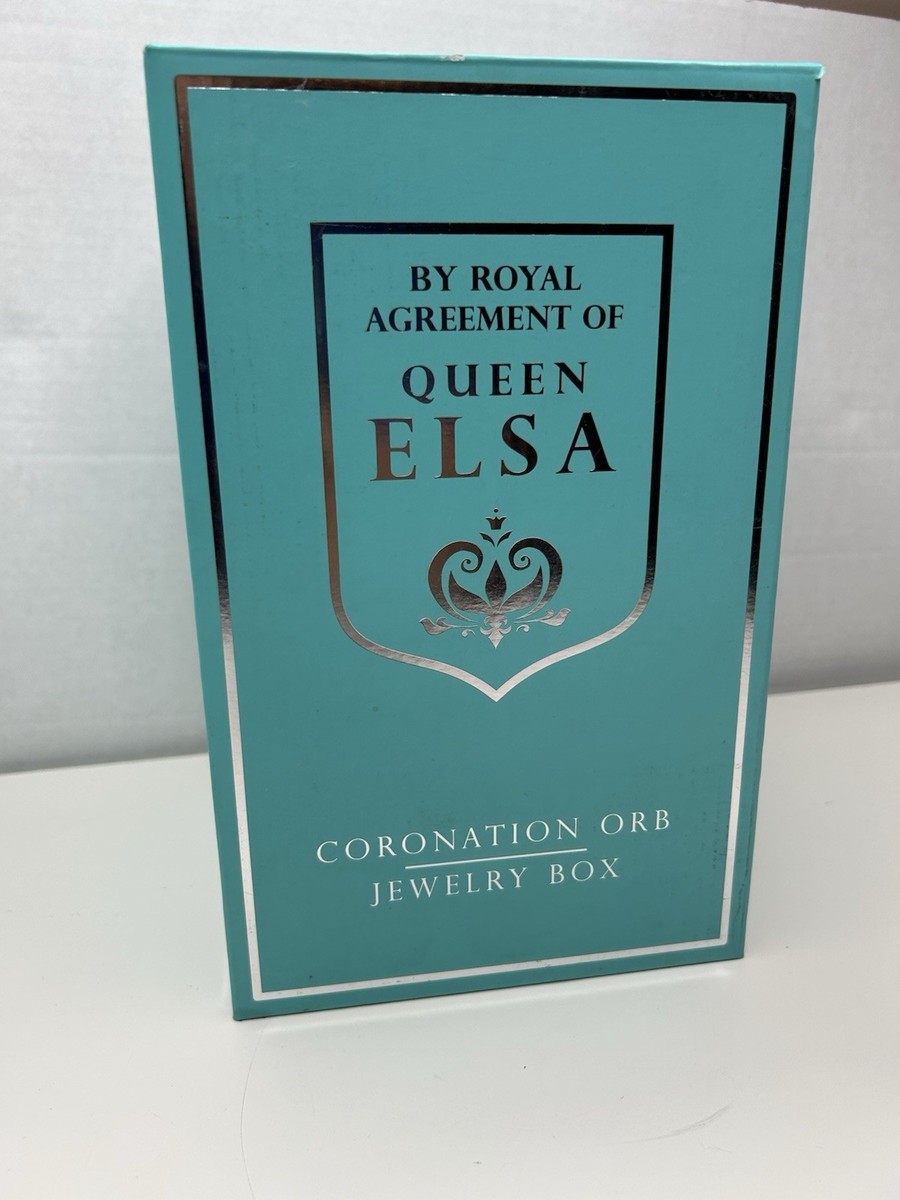 BY ROYAL
AGREEMENT OF
QUEEN
ELSA
CORONATION ORB
JEWELRY BOX